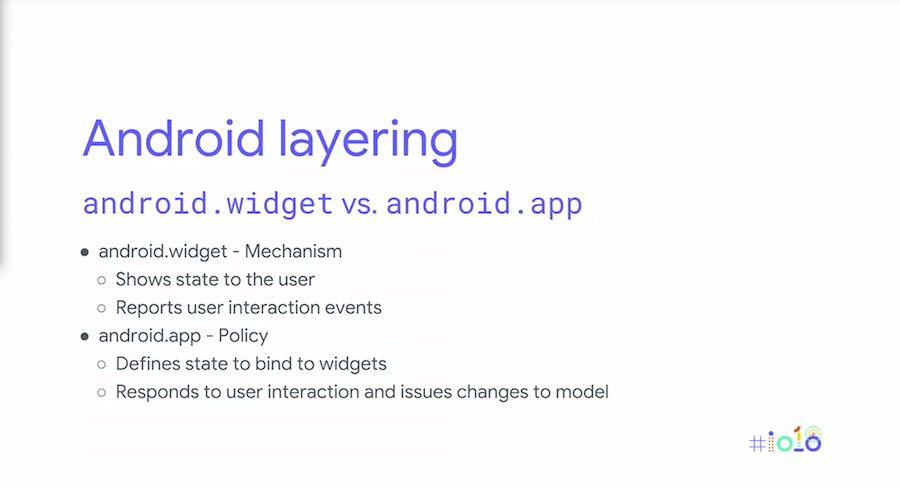 Android layering
android.widget vs. android.app
● android.widget - Mechanism
○ Shows state to the user
○ Reports user interaction events
● android.app - Policy
○ Defines state to bind to widgets
○ Responds to user interaction and issues changes to model
#io18